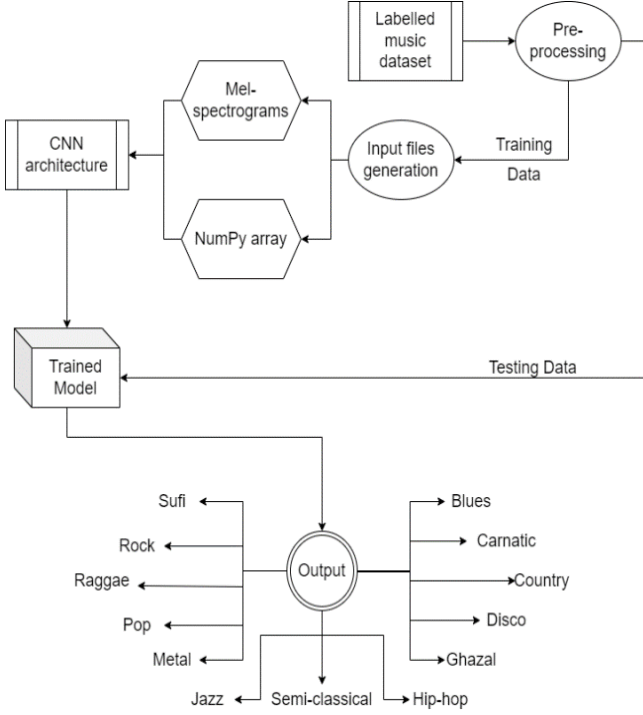 Labelled
music
dataset
Pre-
processing
Mel-
spectrograms
CNN
architecture
Input files
generation
Training
Data
NumPy array
Trained
Model
Testing Data
Sufi
Blues
Rock
Carnatic
Output
Raggae
Country
Pop
Disco
Metal
Ghazal
Jazz
Semi-classical
Hip-hop